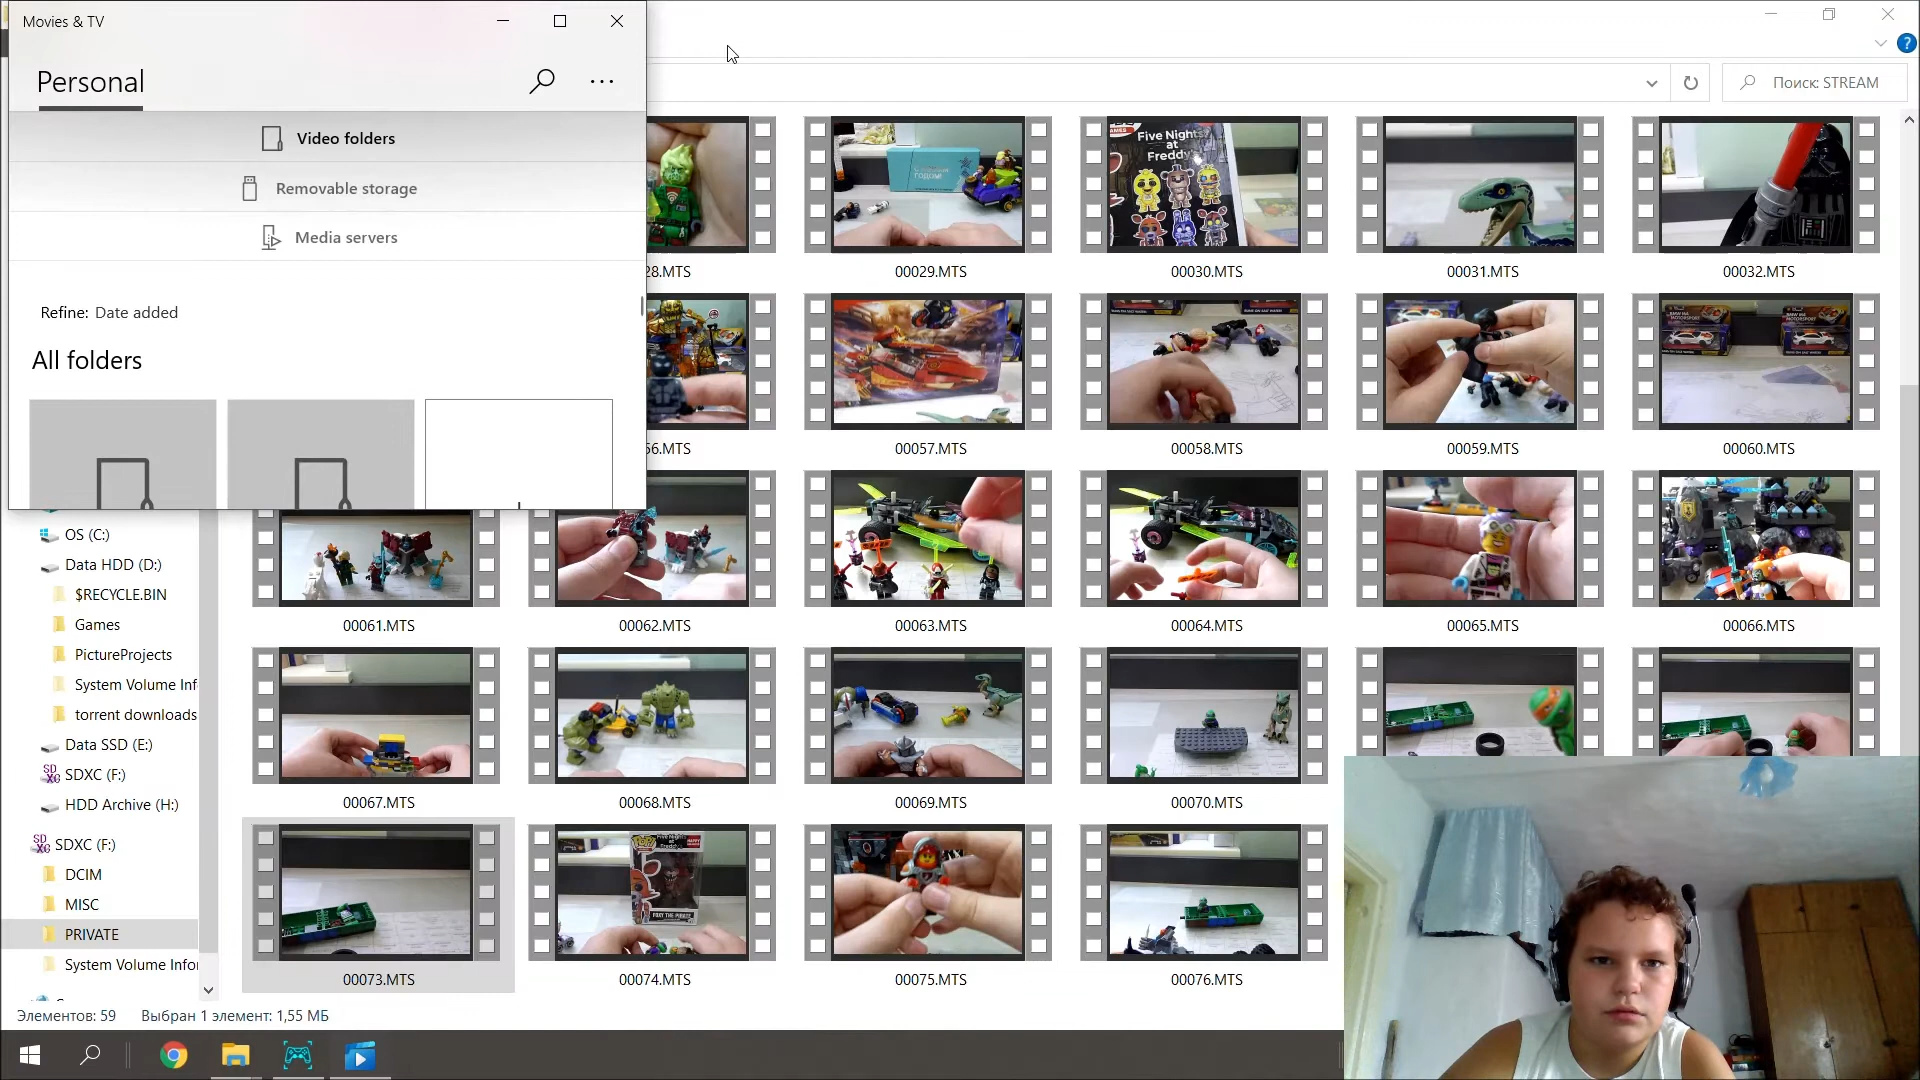 Movies & TV
Personal
Video folders
Removable storage
Media servers
Refine: Date added
All folders
Поиск: STREAM
28.MTS
00029.MTS
00030.MTS
00031.MTS
00032.MTS
Five Nights
at
Freddy's
56.MTS
00057.MTS
00058.MTS
00059.MTS
00060.MTS
00061.MTS
00062.MTS
00063.MTS
00064.MTS
00065.MTS
00066.MTS
00067.MTS
00068.MTS
00069.MTS
00070.MTS
00073.MTS
00074.MTS
00075.MTS
00076.MTS
FOXY THE PIRATE
OS (C:)
Data HDD (D:)
$RECYCLE.BIN
Games
PictureProjects
System Volume Inf
torrent downloads
Data SSD (E:)
SDXC (F:)
HDD Archive (H:)
SDXC (F:)
DCIM
MISC
PRIVATE
System Volume Infor
Элементов: 59
Выбран 1 элемент: 1,55 МБ